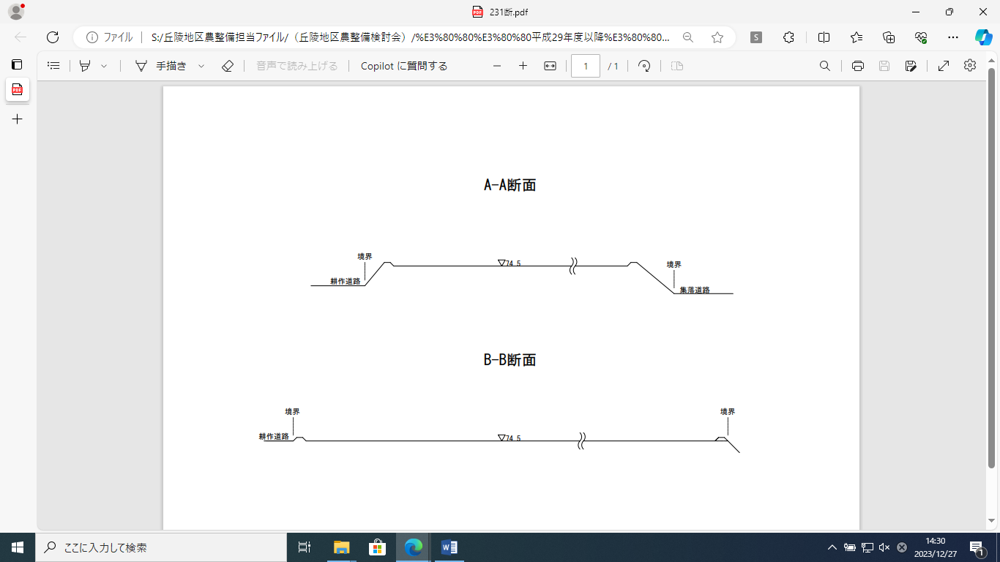 231断.pdf
ファイル
S:/丘陵地区農整備担当ファイル/（丘陵地区農整備検討会）/%E3%80%80%E3%80%80平成29年度以降%E3%80%80...
手描き
音声で読み上げる
Copilot に質問する
1
/ 1
A-A断面
境界
耕作道路
74.5
境界
集落道路
B-B断面
境界
耕作道路
74.5
境界
ここに入力して検索
14:30
2023/12/27
1